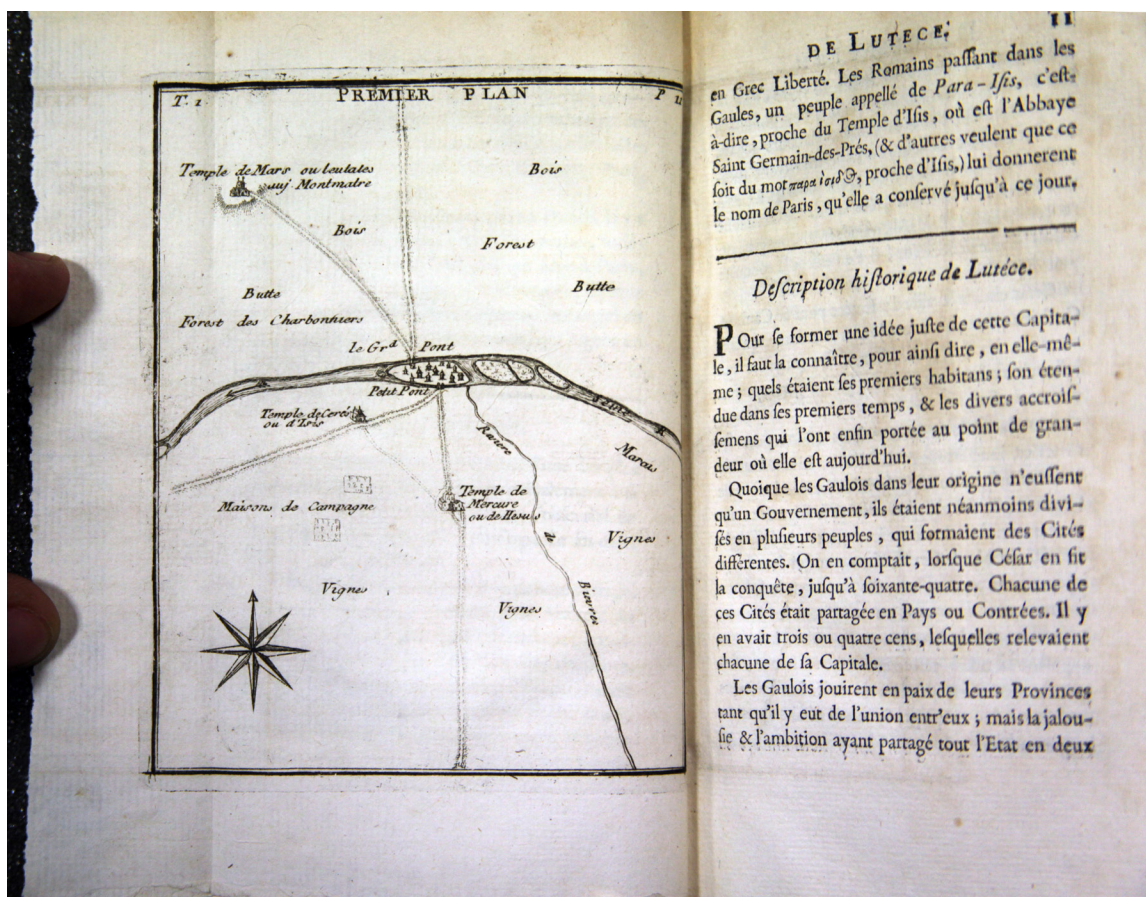 T. 1.
PREMIER PLAN
P 11
Temple de Mars ou teutates
auj. Montmatre
Bois
Bois
Forest
Butte
Butte
Forest des Charbonniers
le Gr.d Pont
Petit Pont
Seine
Temple de Cerés
ou d'Isis
Riviere
Marais
Temple de
Mercure
ou de Hesus
Maisons de Campagne
de
Vignes
Vignes
Vignes
Bievres
DE LUTECE.
11
en Grec Liberté. Les Romains paſſant dans les
Gaules, un peuple appellé de Para-Iſis, c'eſt-
à-dire, proche du Temple d'Iſis, où eſt l'Abbaye
Saint Germain-des-Prés, (& d'autres veulent que ce
ſoit du mot παρα ἰσιδος, proche d'Iſis,) lui donnerent
le nom de Paris, qu'elle a conſervé juſqu'à ce jour.
Deſcription hiſtorique de Lutéce.
POur ſe former une idée juſte de cette Capita-
le, il faut la connaître, pour ainſi dire, en elle-mê-
me; quels étaient ſes premiers habitans; ſon éten-
due dans ſes premiers temps, & les divers accroiſ-
ſemens qui l'ont enfin portée au point de gran-
deur où elle eſt aujourd'hui.
Quoique les Gaulois dans leur origine n'euſſent
qu'un Gouvernement, ils étaient néanmoins divi-
ſés en pluſieurs peuples, qui formaient des Cités
différentes. On en comptait, lorſque Céſar en fit
la conquête, juſqu'à ſoixante-quatre. Chacune de
ces Cités était partagée en Pays ou Contrées. Il y
en avait trois ou quatre cens, leſquelles relevaient
chacune de ſa Capitale.
Les Gaulois jouirent en paix de leurs Provinces
tant qu'il y eut de l'union entr'eux; mais la jalou-
ſie & l'ambition ayant partagé tout l'Etat en deux